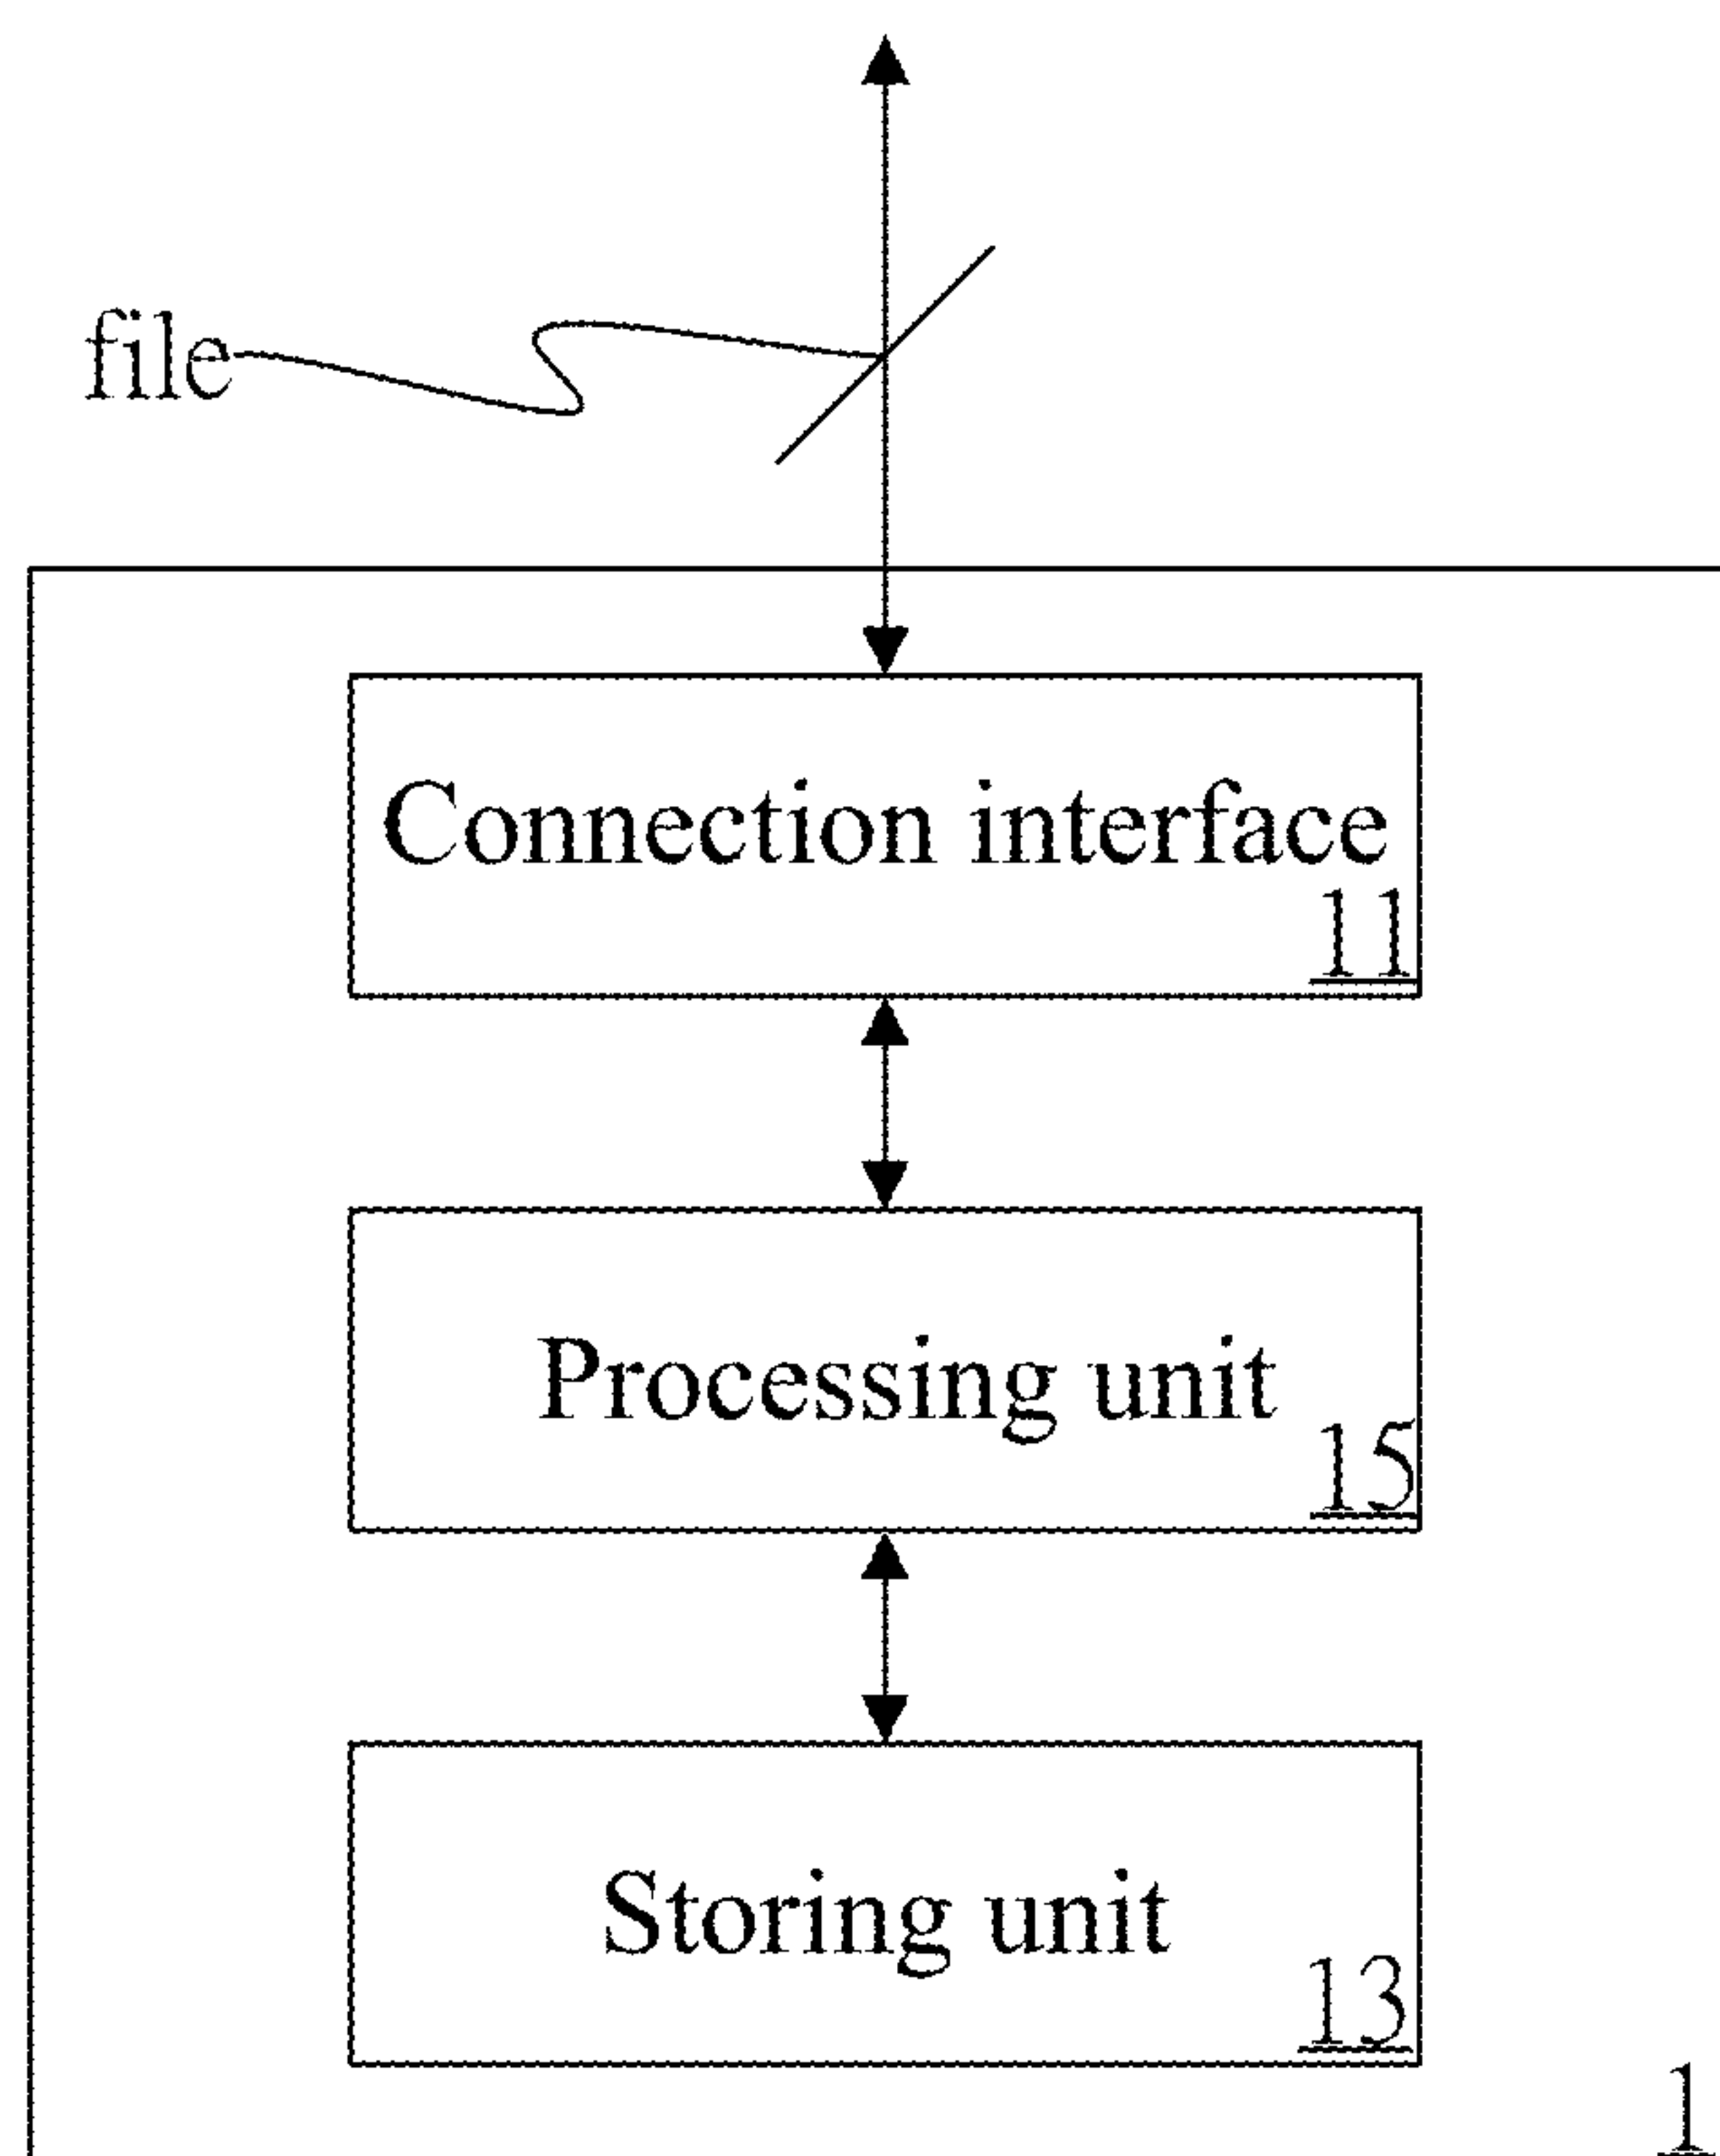 file
Connection interface
11
Processing unit
15
Storing unit
13
1